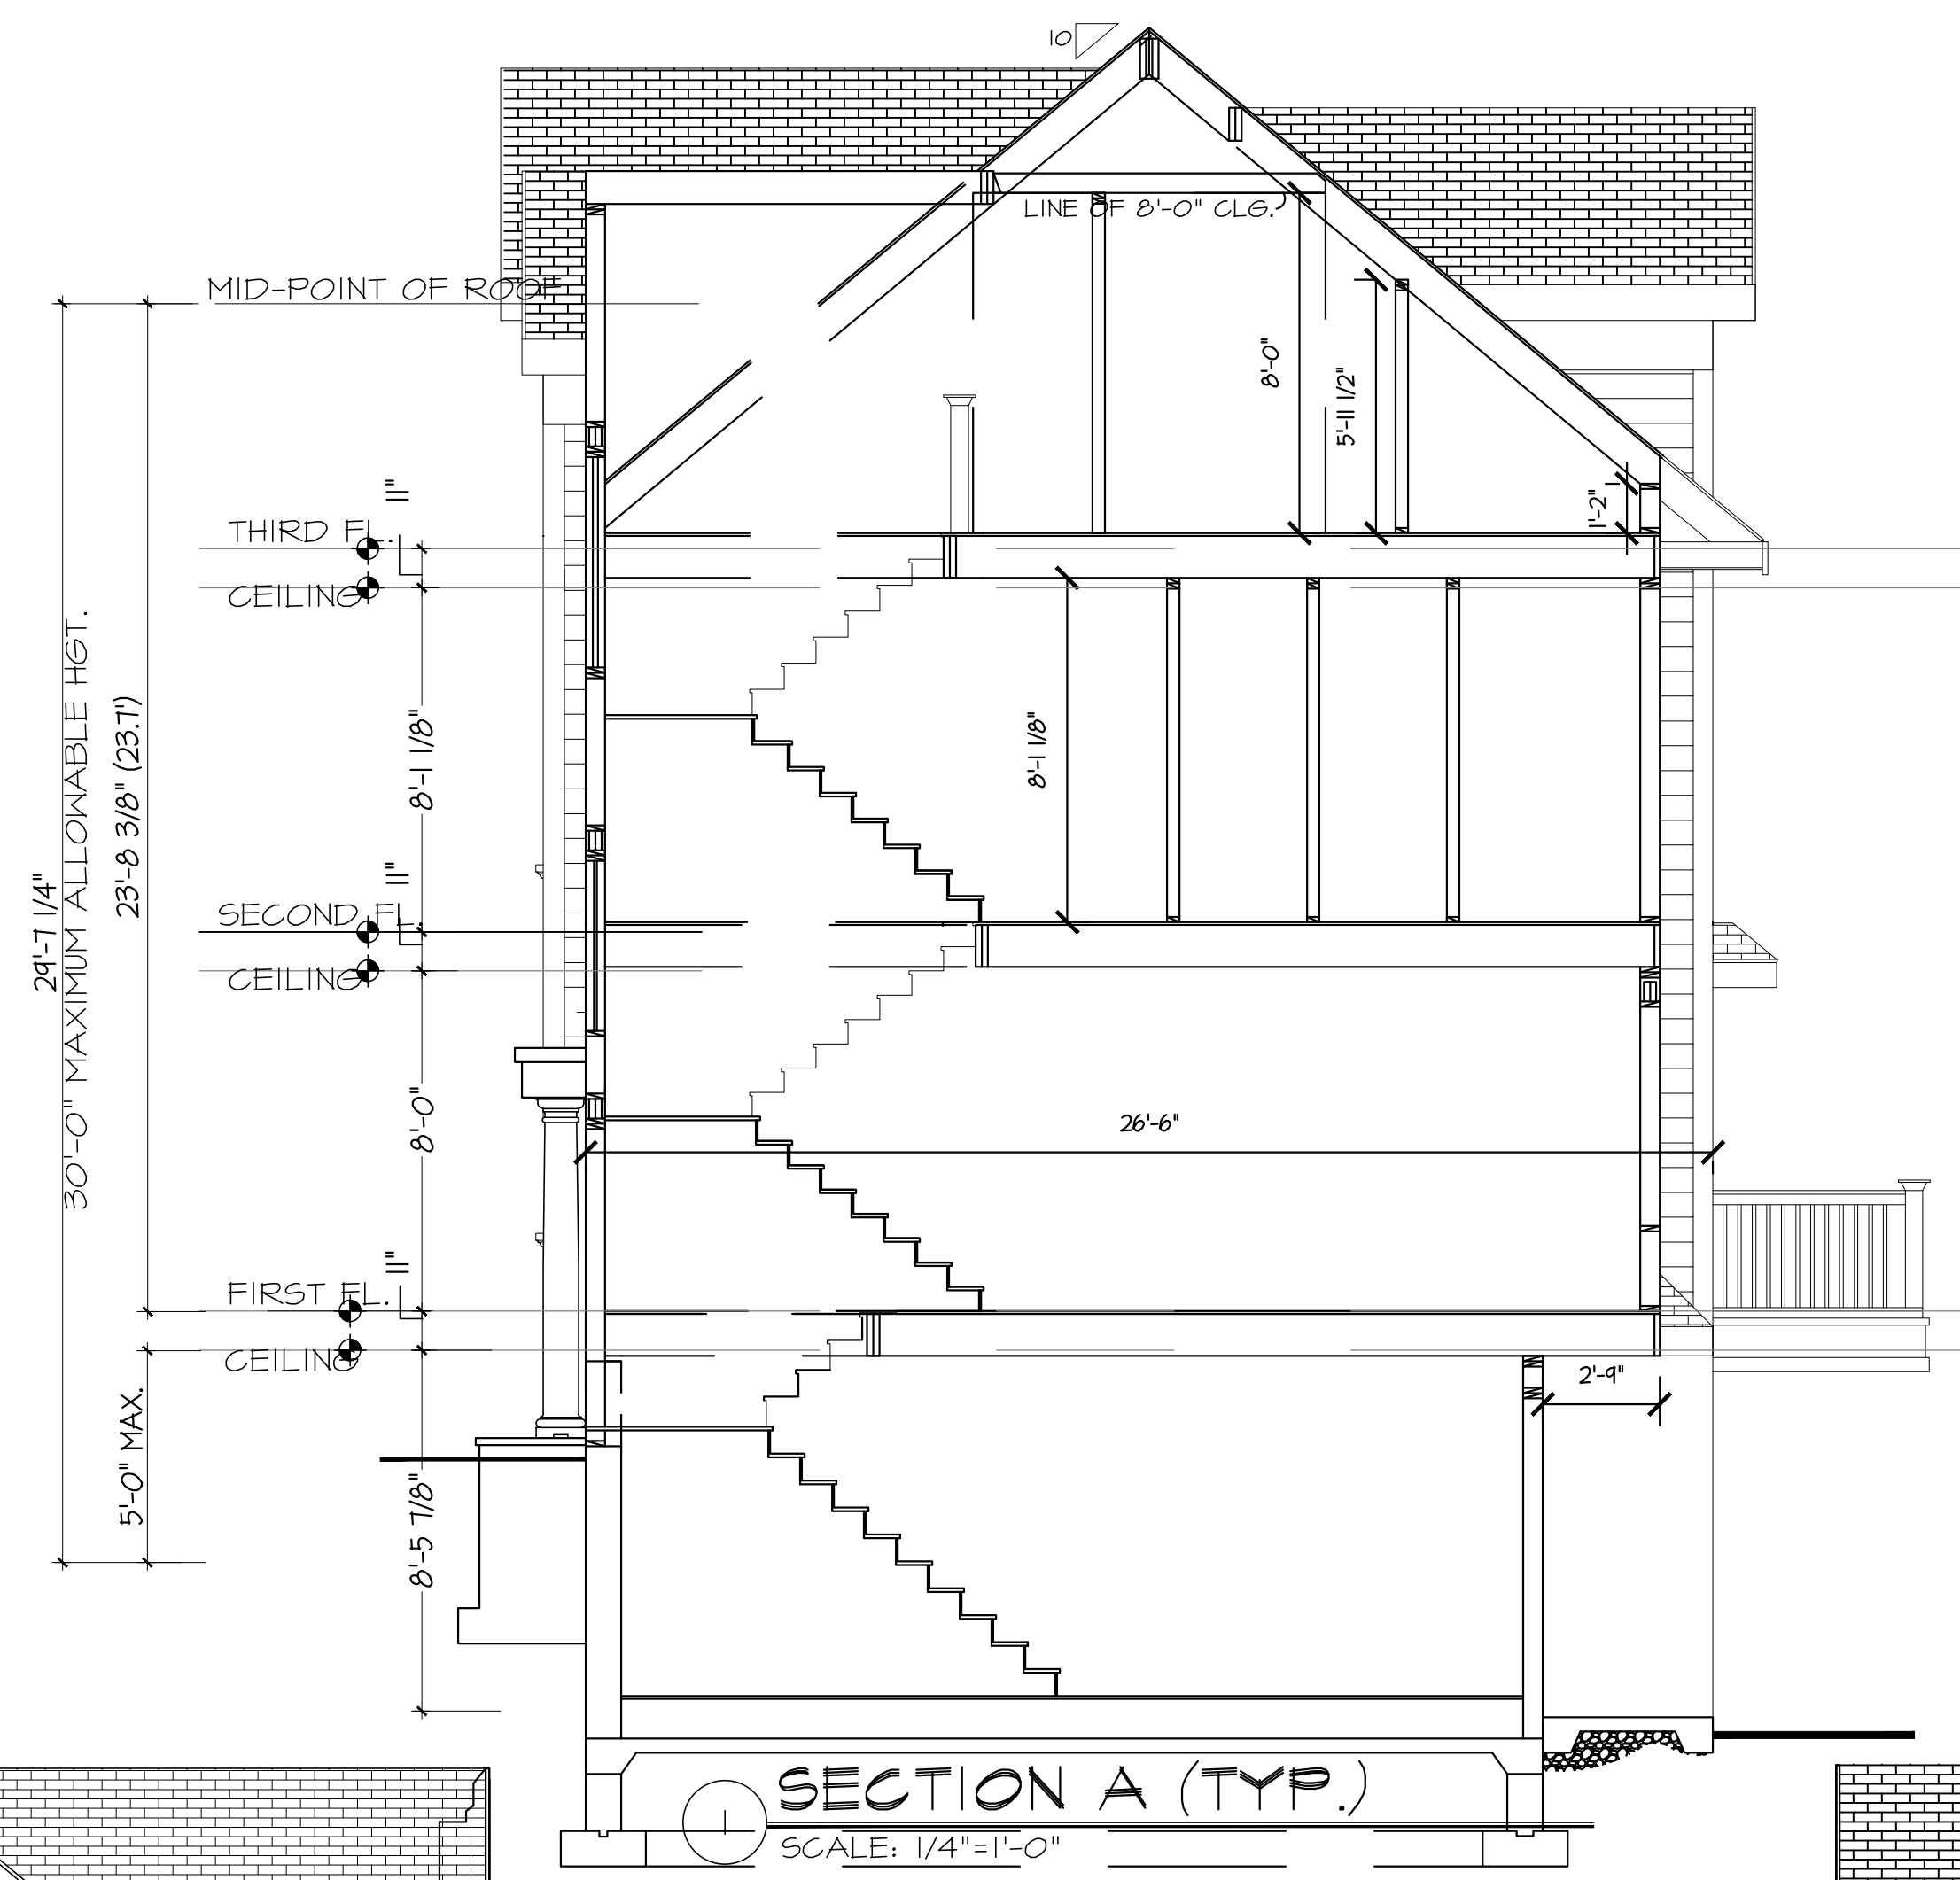 10
LINE OF 8'-0" CLG.
MID-POINT OF ROOF
8'-0"
5'-11 1/2"
1'-2"
11"
THIRD FL.
CEILING
8'-1 1/8"
8'-1 1/8"
29'-7 1/4"
30'-0" MAXIMUM ALLOWABLE HGT.
23'-8 3/8" (23.7')
11"
SECOND FL.
CEILING
8'-0"
26'-6"
11"
FIRST FL.
CEILING
2'-9"
5'-0" MAX.
8'-5 7/8"
1
SECTION A (TYP.)
SCALE: 1/4"=1'-0"